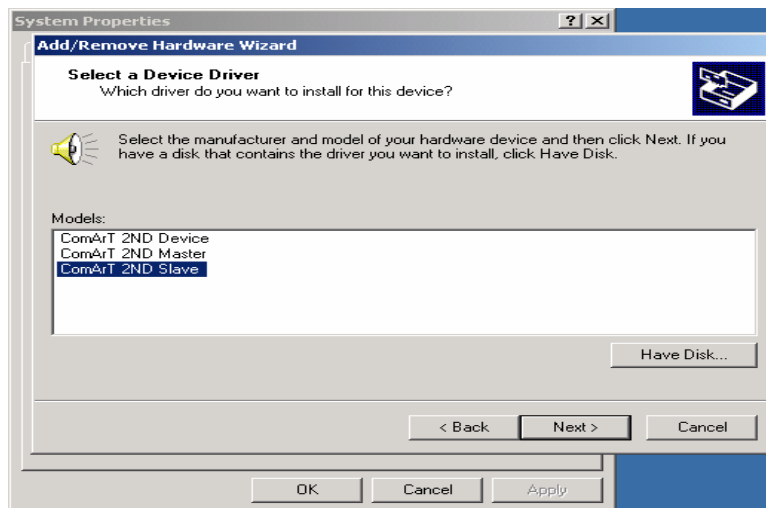 System Properties
Add/Remove Hardware Wizard
Select a Device Driver
Which driver do you want to install for this device?
Select the manufacturer and model of your hardware device and then click Next. If you
have a disk that contains the driver you want to install, click Have Disk.
Models:
ComArT 2ND Device
ComArT 2ND Master
ComArT 2ND Slave
Have Disk...
< Back Next > Cancel
OK Cancel Apply